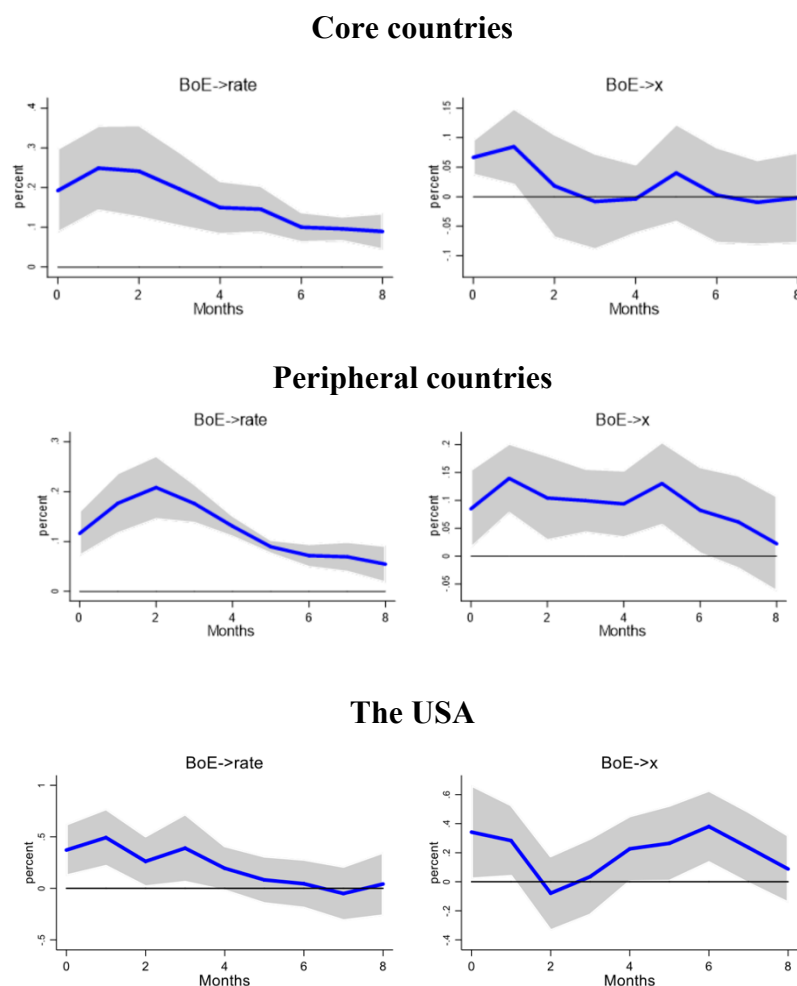 Core countries
BoE->rate
BoE->x
percent
.4
.3
.2
.1
0
0 2 4 6 8
Months
percent
.15
.1
.05
0
-.05
-.1
0 2 4 6 8
Months
Peripheral countries
BoE->rate
BoE->x
percent
.3
.2
.1
0
0 2 4 6 8
Months
percent
.2
.15
.1
.05
0
-.05
0 2 4 6 8
Months
The USA
BoE->rate
BoE->x
percent
1
.5
0
-.5
0 2 4 6 8
Months
percent
.6
.4
.2
0
-.2
-.4
0 2 4 6 8
Months